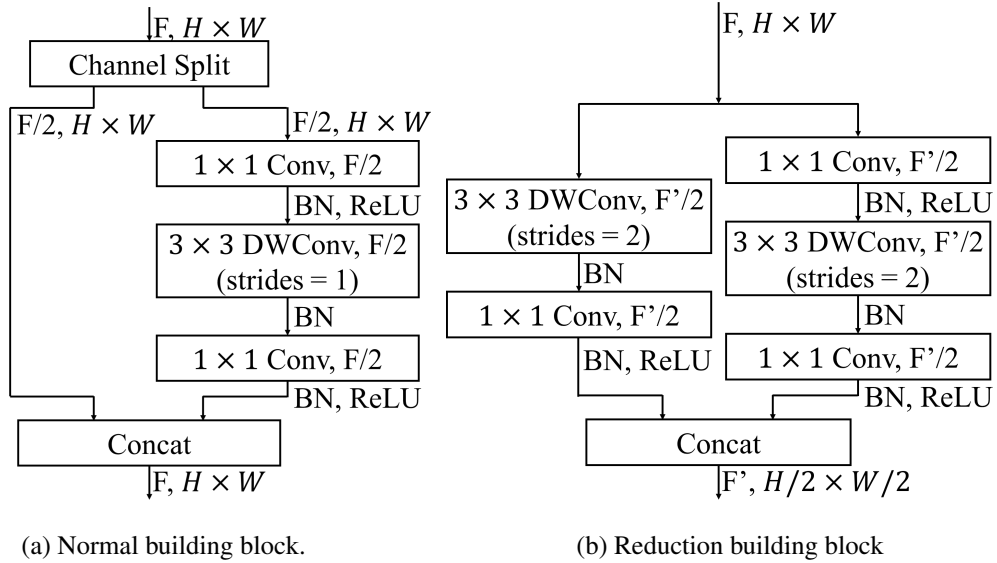 F, H × W
Channel Split
F/2, H × W
F/2, H × W
1 × 1 Conv, F/2
BN, ReLU
3 × 3 DWConv, F/2
(strides = 1)
BN
1 × 1 Conv, F/2
BN, ReLU
Concat
F, H × W
(a) Normal building block.
F, H × W
3 × 3 DWConv, F'/2
(strides = 2)
BN
1 × 1 Conv, F'/2
BN, ReLU
1 × 1 Conv, F'/2
BN, ReLU
3 × 3 DWConv, F'/2
(strides = 2)
BN
1 × 1 Conv, F'/2
BN, ReLU
Concat
F', H/2 × W/2
(b) Reduction building block